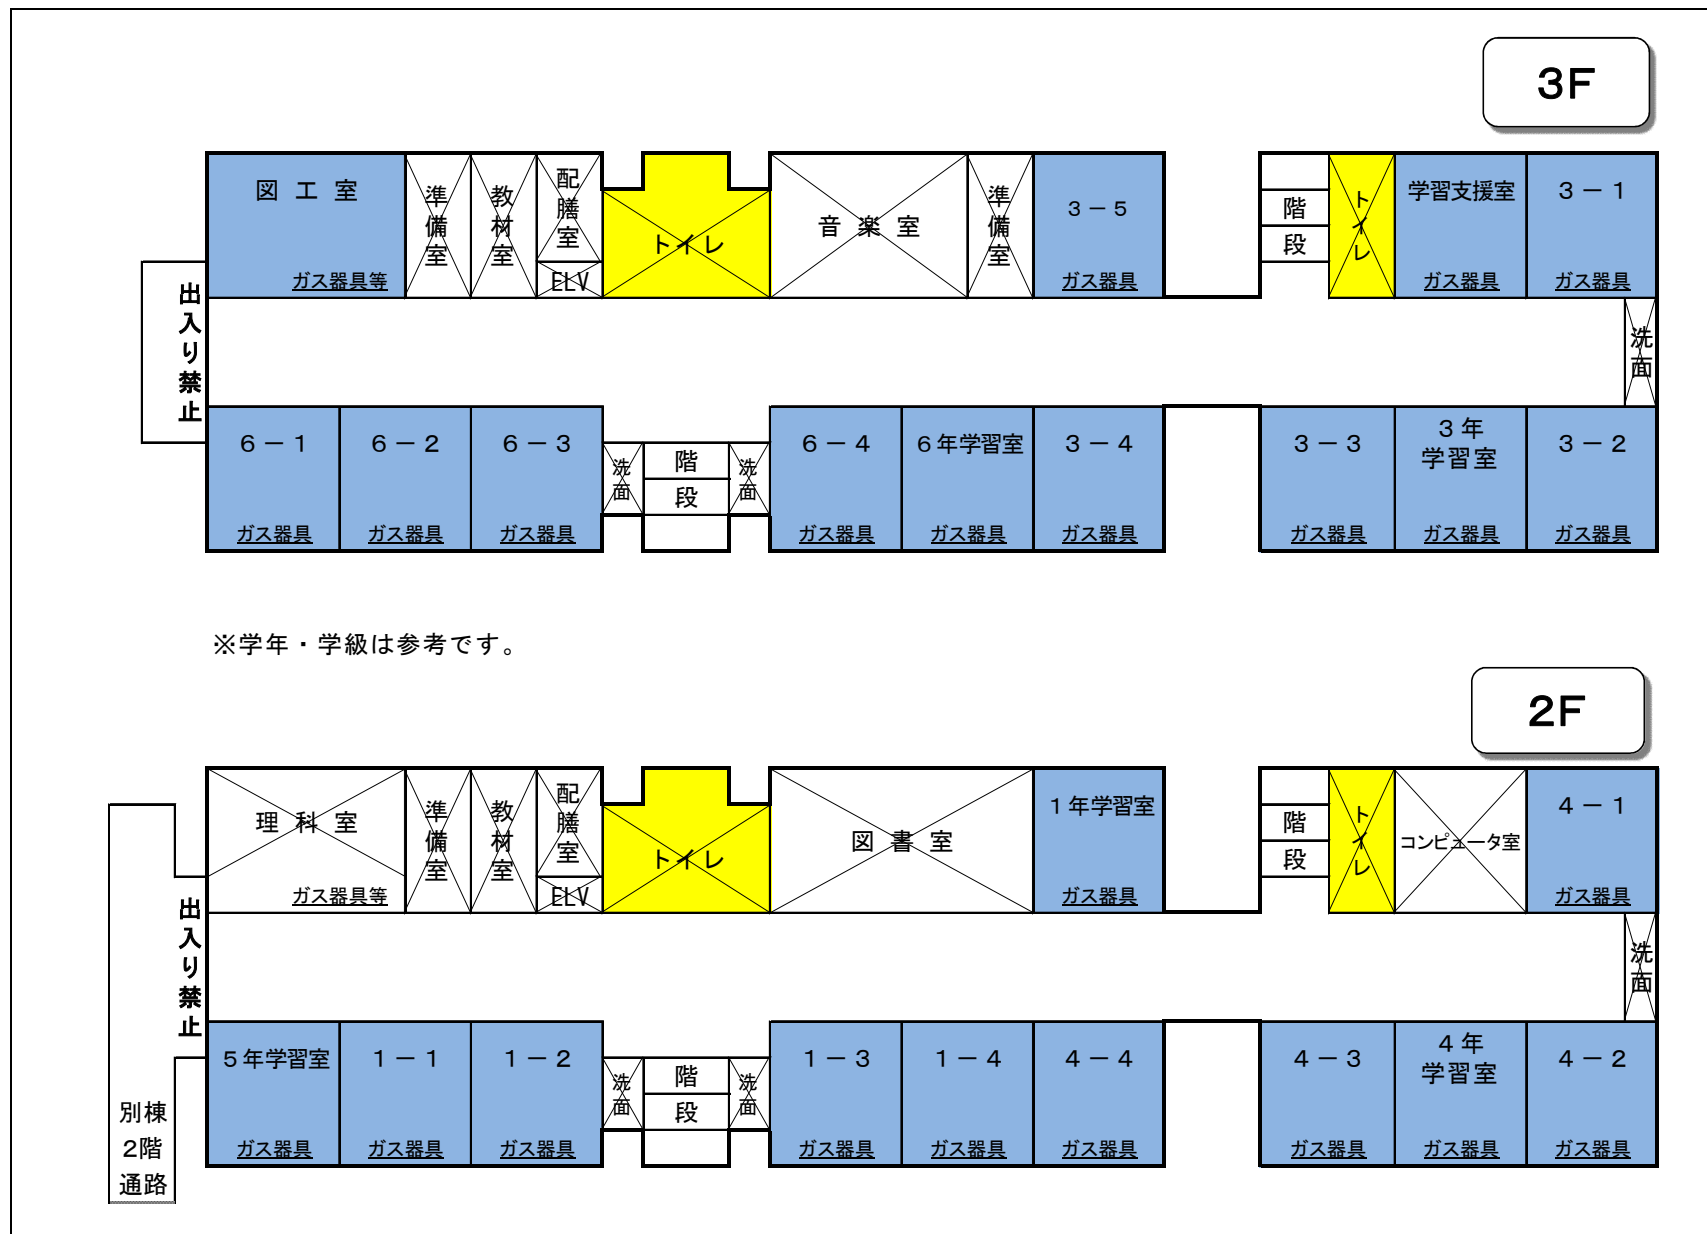 3F
図 工 室
ガス器具等
準備室
教材室
配膳室
ELV
トイレ
音 楽 室
準備室
3－5
ガス器具
階
段
トイレ
学習支援室
ガス器具
3－1
ガス器具
出入り禁止
洗面
6－1
ガス器具
6－2
ガス器具
6－3
ガス器具
洗面
階
段
洗面
6－4
ガス器具
6年学習室
ガス器具
3－4
ガス器具
3－3
ガス器具
3年
学習室
ガス器具
3－2
ガス器具
※学年・学級は参考です。
2F
理 科 室
ガス器具等
準備室
教材室
配膳室
ELV
トイレ
図 書 室
1年学習室
ガス器具
階
段
トイレ
コンピュータ室
4－1
ガス器具
出入り禁止
洗面
5年学習室
ガス器具
1－1
ガス器具
1－2
ガス器具
洗面
階
段
洗面
1－3
ガス器具
1－4
ガス器具
4－4
ガス器具
4－3
ガス器具
4年
学習室
ガス器具
4－2
ガス器具
別棟
2階
通路